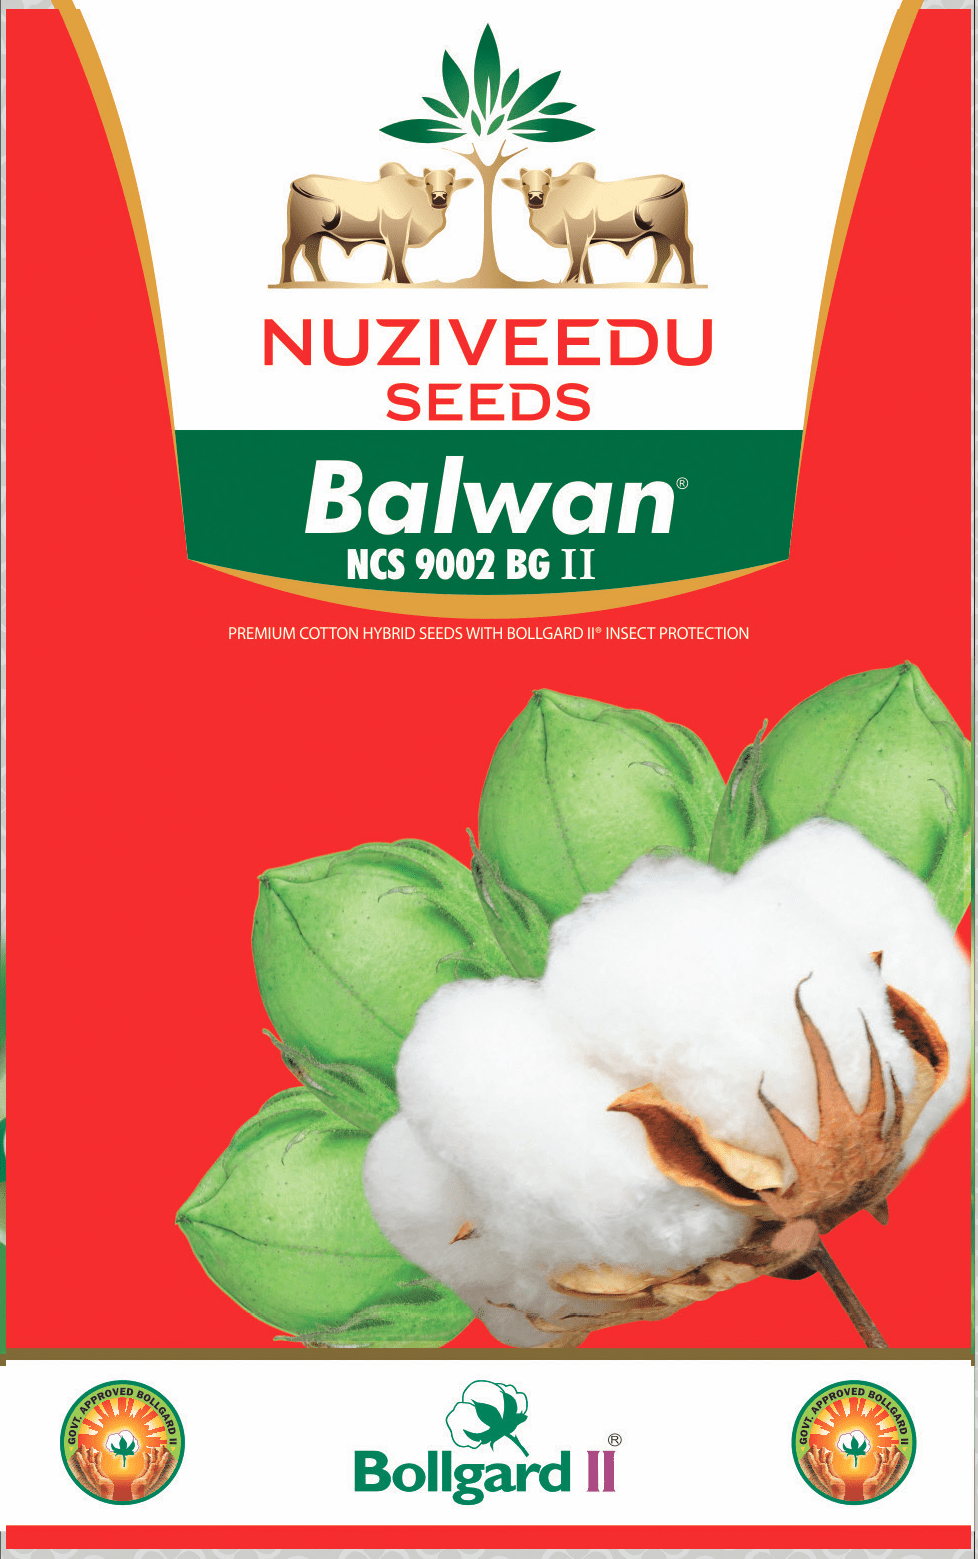 NUZIVEEDU
SEEDS
Balwan®
NCS 9002 BG II
PREMIUM COTTON HYBRID SEEDS WITH BOLLGARD II® INSECT PROTECTION
GOVT. APPROVED BOLLGARD II
Bollgard II®
GOVT. APPROVED BOLLGARD II